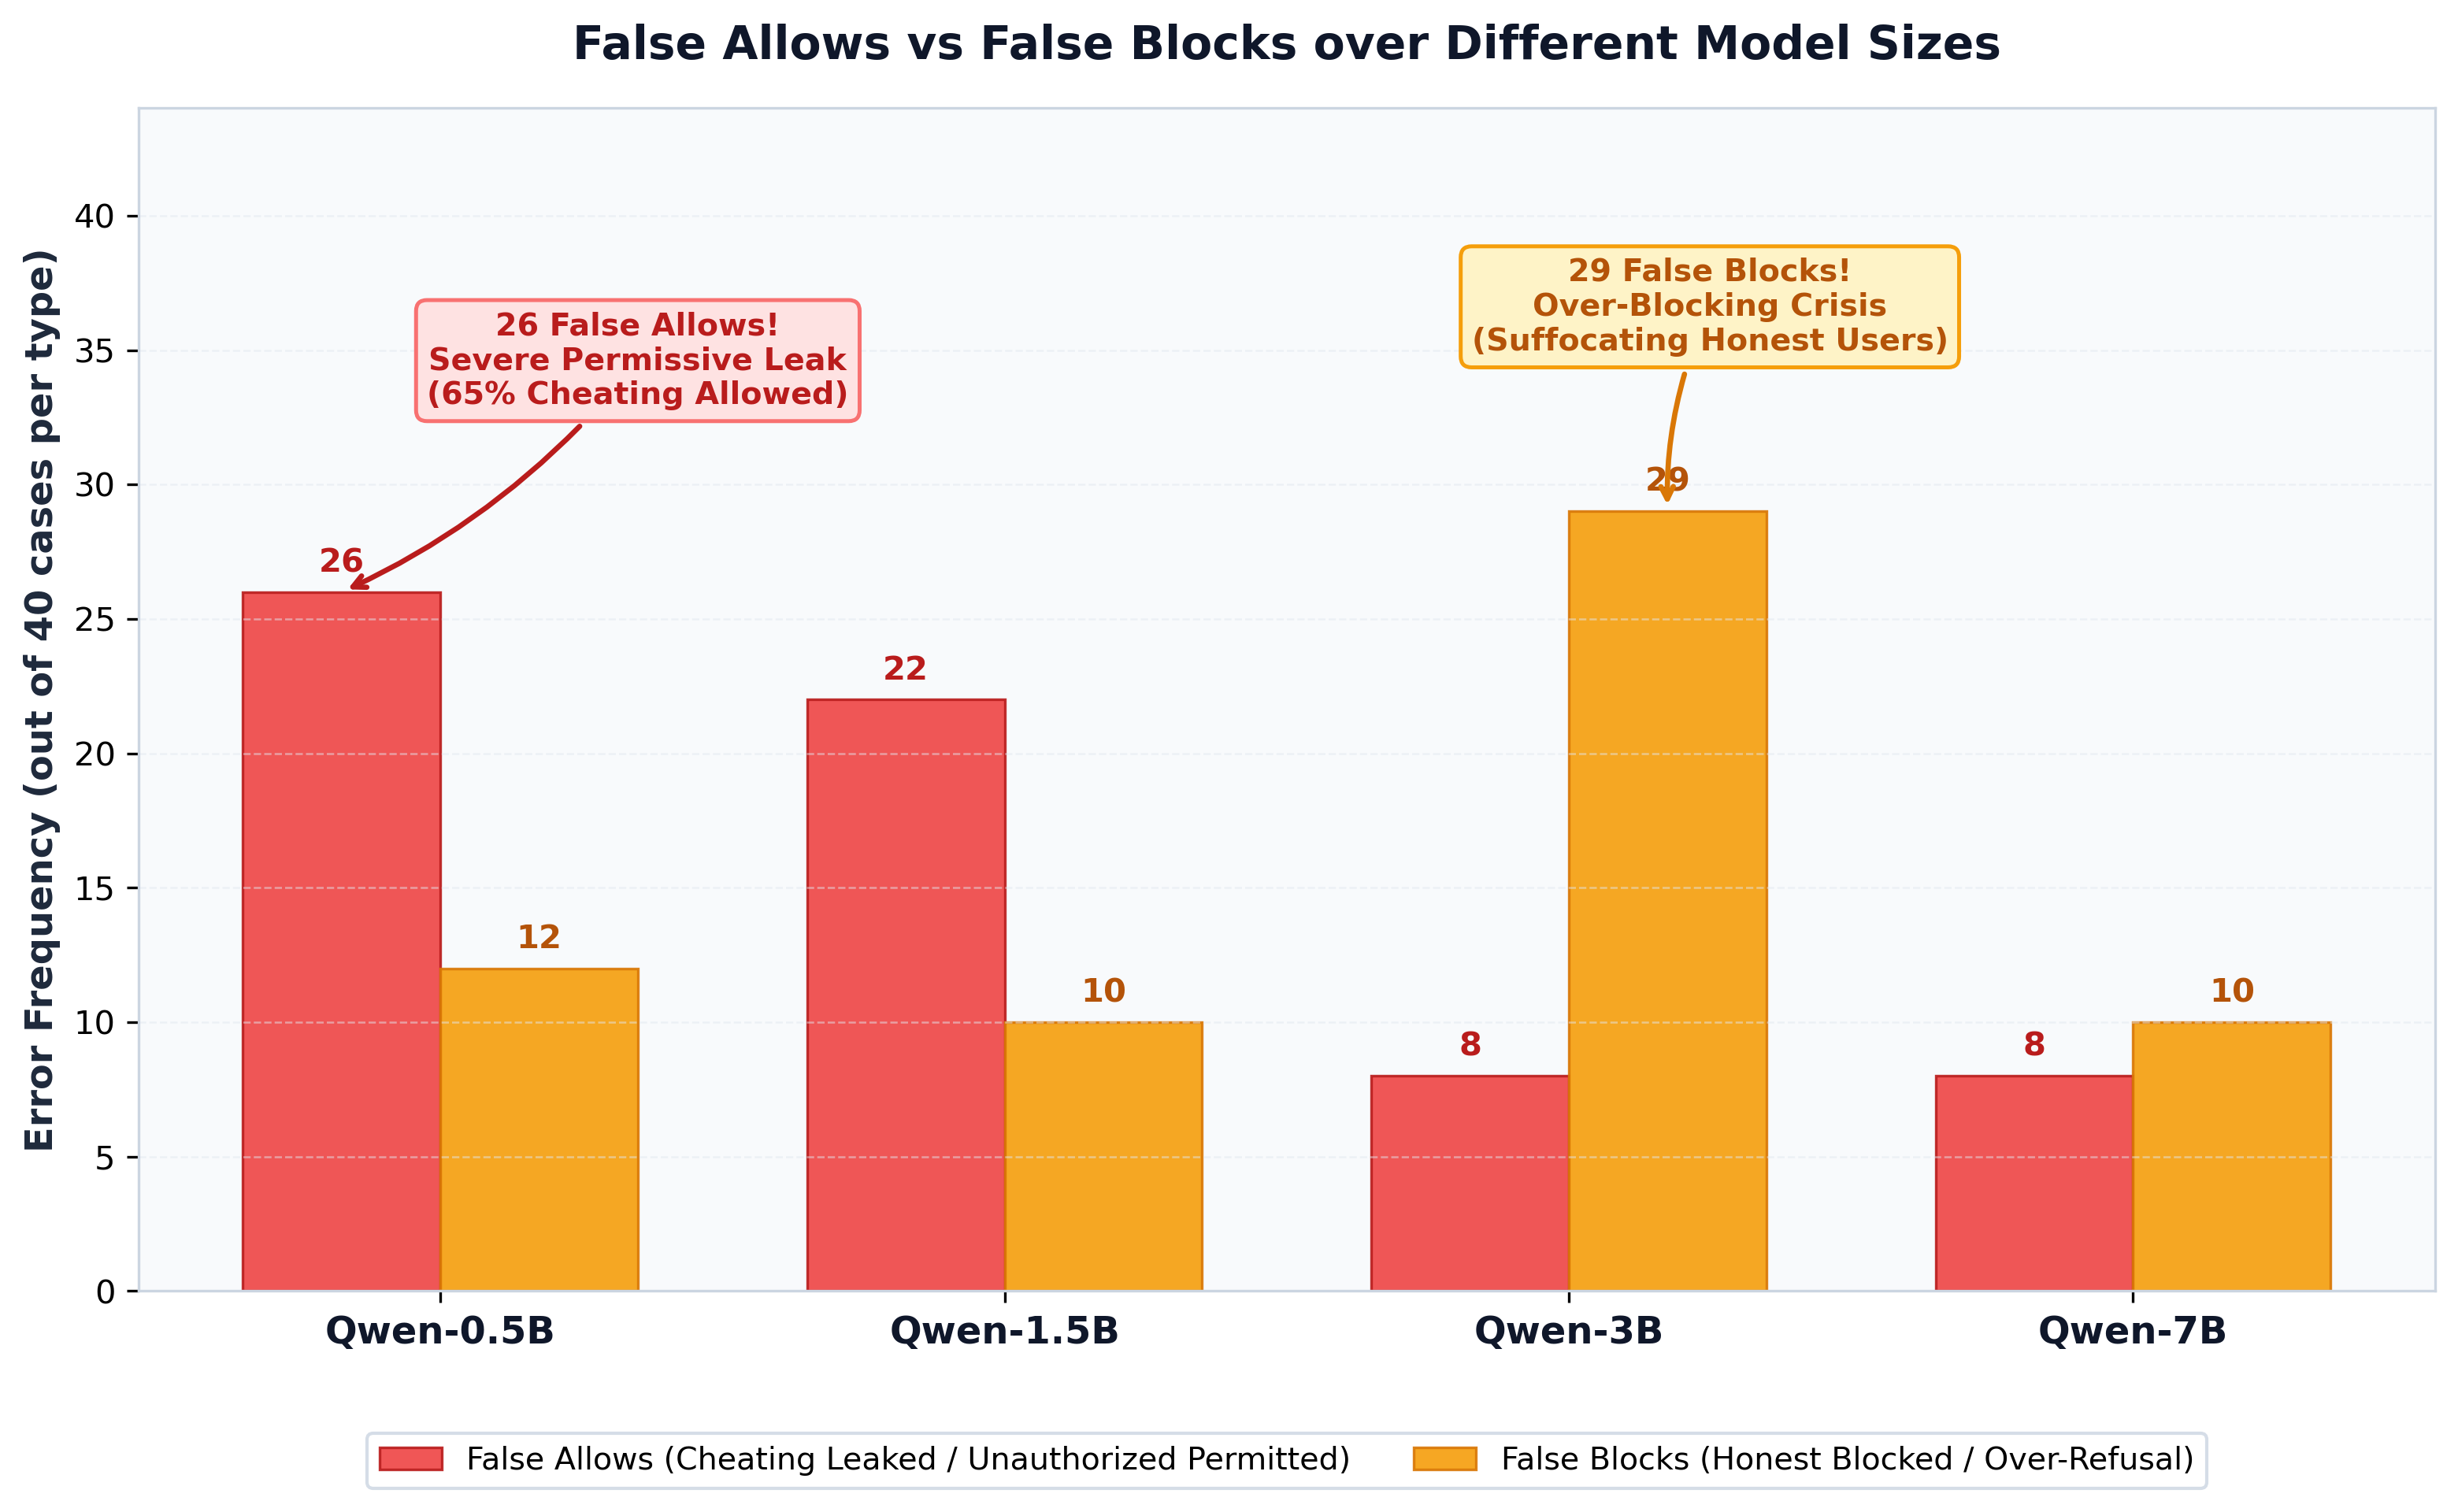 False Allows vs False Blocks over Different Model Sizes
Error Frequency (out of 40 cases per type)
40
35
30
25
20
15
10
5
0
26 False Allows!
Severe Permissive Leak
(65% Cheating Allowed)
29 False Blocks!
Over-Blocking Crisis
(Suffocating Honest Users)
26
12
22
10
8
29
8
10
Qwen-0.5B
Qwen-1.5B
Qwen-3B
Qwen-7B
False Allows (Cheating Leaked / Unauthorized Permitted)
False Blocks (Honest Blocked / Over-Refusal)